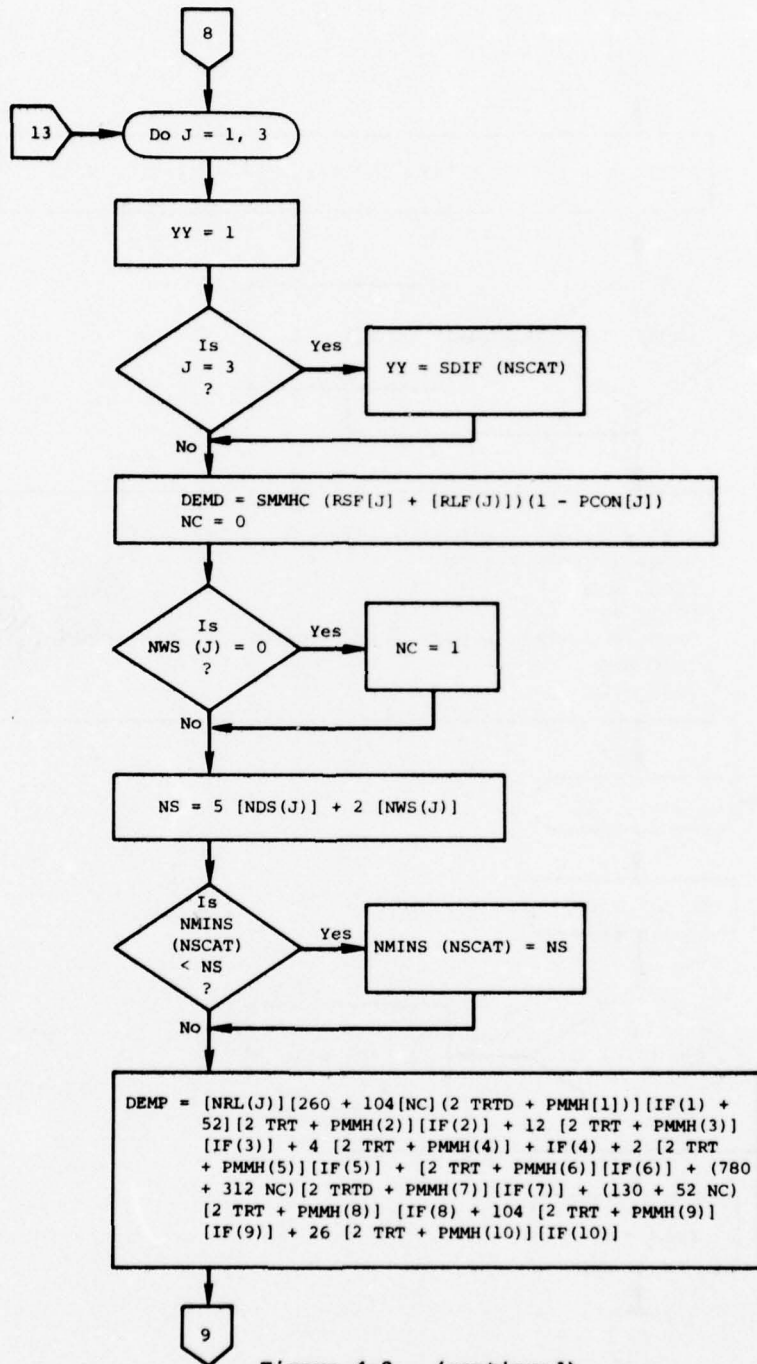 8
13
Do J = 1, 3
YY = 1
Is
J = 3
?
Yes
YY = SDIF (NSCAT)
No
DEMD = SMMHC (RSF[J] + [RLF(J)])(1 - PCON[J])
NC = 0
Is
NWS (J) = 0
?
Yes
NC = 1
No
NS = 5 [NDS(J)] + 2 [NWS(J)]
Is
NMINS
(NSCAT)
< NS
?
Yes
NMINS (NSCAT) = NS
No
DEMP = [NRL(J)][260 + 104[NC](2 TRTD + PMMH[1])][IF(1) +
52][2 TRT + PMMH(2)][IF(2)] + 12 [2 TRT + PMMH(3)]
[IF(3)] + 4 [2 TRT + PMMH(4)] + IF(4) + 2 [2 TRT
+ PMMH(5)][IF(5)] + [2 TRT + PMMH(6)][IF(6)] + (780
+ 312 NC)[2 TRTD + PMMH(7)][IF(7)] + (130 + 52 NC)
[2 TRT + PMMH(8)] [IF(8) + 104 [2 TRT + PMMH(9)]
[IF(9)] + 26 [2 TRT + PMMH(10)][IF(10)]
9